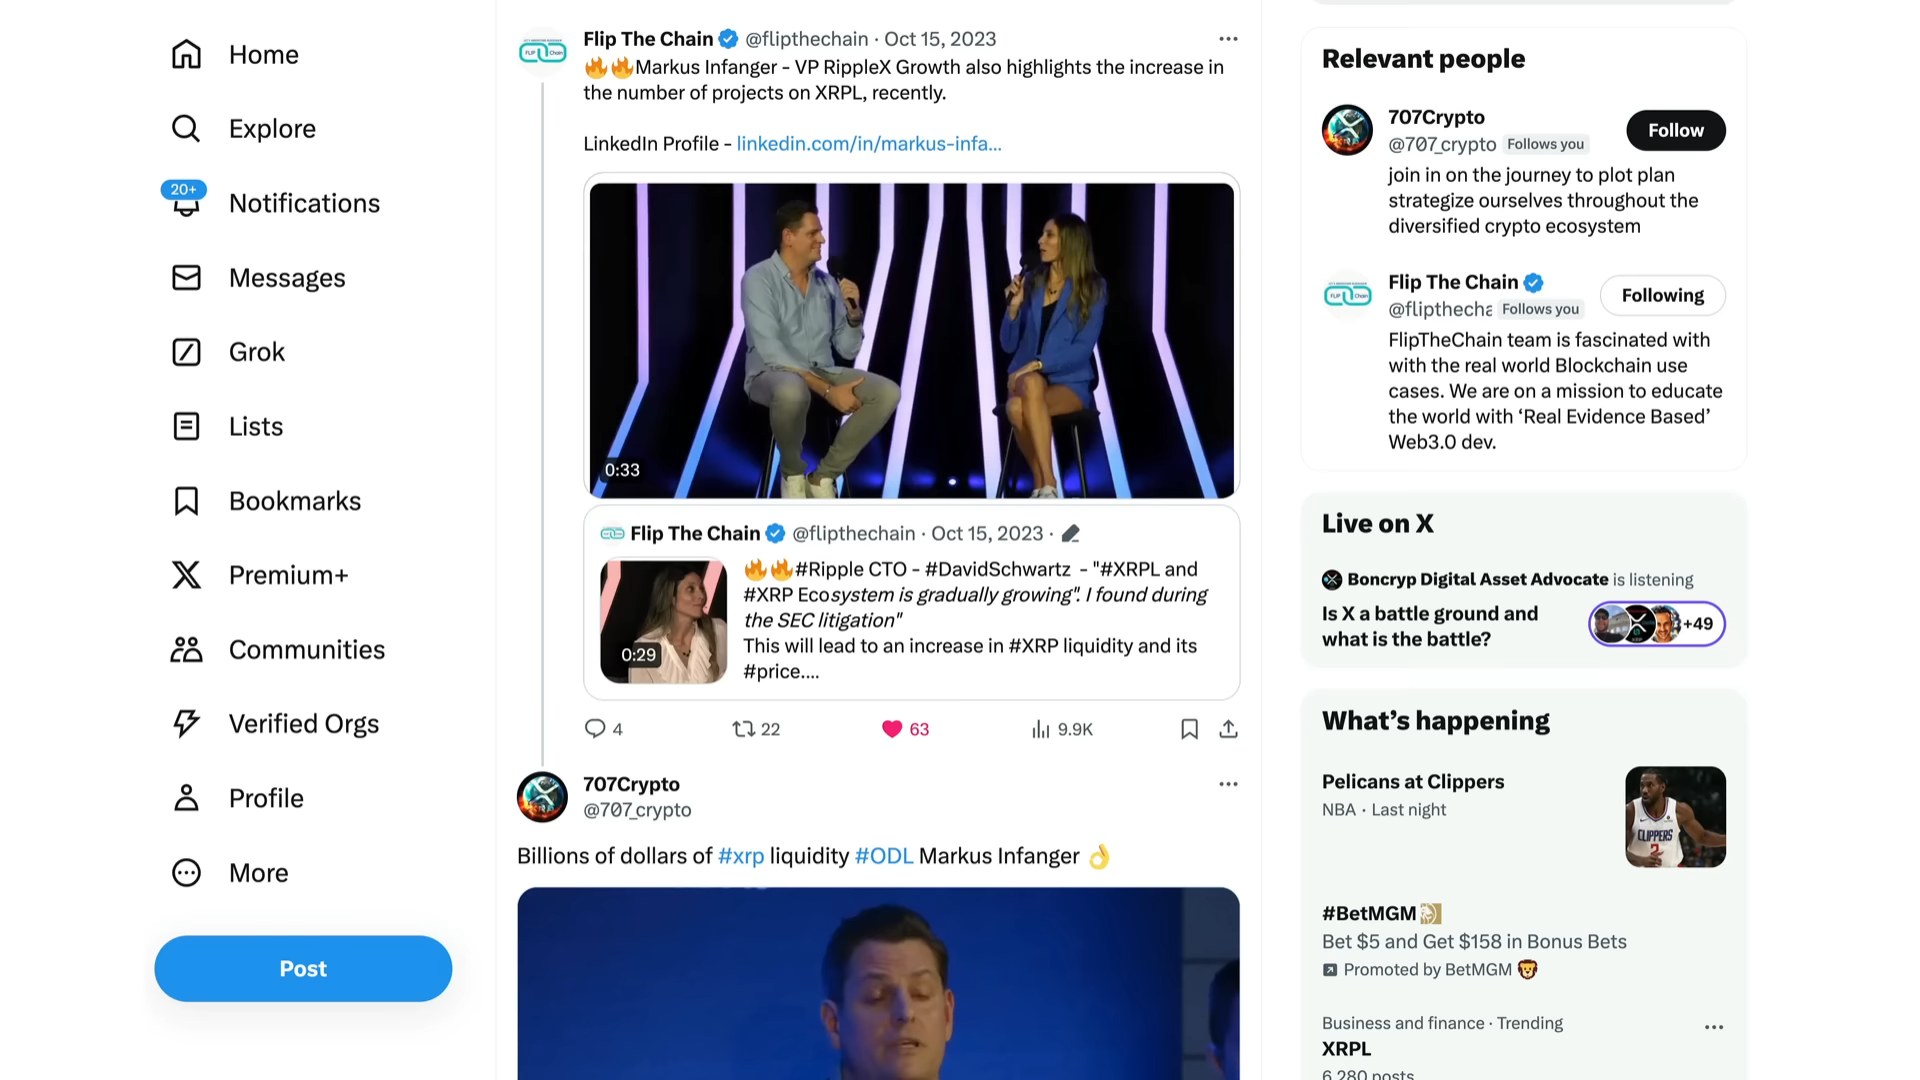 Home
Explore
20+
Notifications
Messages
Grok
Lists
Bookmarks
Premium+
Communities
Verified Orgs
Profile
More
Post
Flip The Chain @flipthechain · Oct 15, 2023
🔥🔥Markus Infanger - VP RippleX Growth also highlights the increase in
the number of projects on XRPL, recently.
LinkedIn Profile - linkedin.com/in/markus-infa...
0:33
Flip The Chain @flipthechain · Oct 15, 2023 ·
🔥🔥#Ripple CTO - #DavidSchwartz - "#XRPL and
#XRP Ecosystem is gradually growing". I found during
the SEC litigation"
This will lead to an increase in #XRP liquidity and its
#price....
0:29
4 22 63 9.9K
707Crypto
@707_crypto
Billions of dollars of #xrp liquidity #ODL Markus Infanger 👌
Relevant people
707Crypto
@707_crypto Follows you
Follow
join in on the journey to plot plan
strategize ourselves throughout the
diversified crypto ecosystem
Flip The Chain
@flipthecha Follows you
Following
FlipTheChain team is fascinated with
with the real world Blockchain use
cases. We are on a mission to educate
the world with ‘Real Evidence Based’
Web3.0 dev.
Live on X
Boncryp Digital Asset Advocate is listening
Is X a battle ground and
what is the battle?
+49
What’s happening
Pelicans at Clippers
NBA · Last night
CLIPPERS
2
#BetMGM
Bet $5 and Get $158 in Bonus Bets
Promoted by BetMGM 🦁
Business and finance · Trending
XRPL
6,280 posts